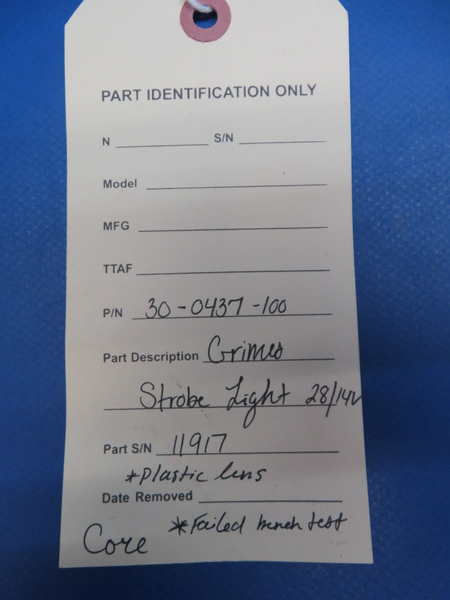 PART IDENTIFICATION ONLY
N S/N
Model
MFG
TTAF
P/N 30-0437-100
Part Description Grimes
Strobe Light 28/14V
Part S/N 11917
*Plastic lens
Date Removed
*Failed bench test
Core